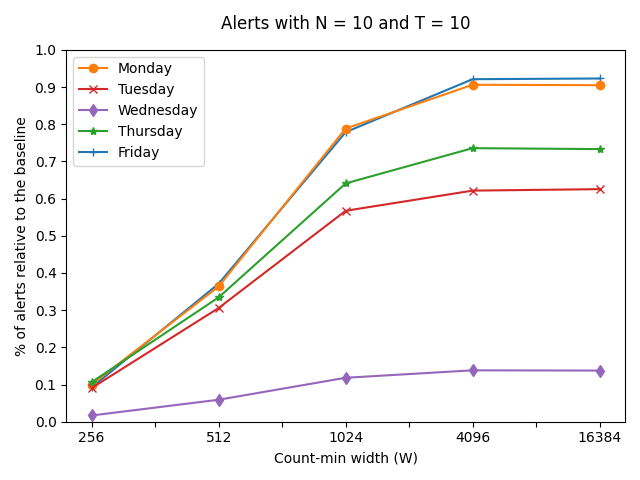 Alerts with N = 10 and T = 10
% of alerts relative to the baseline
1.0
0.9
0.8
0.7
0.6
0.5
0.4
0.3
0.2
0.1
0.0
Monday
Tuesday
Wednesday
Thursday
Friday
256 512 1024 4096 16384
Count-min width (W)